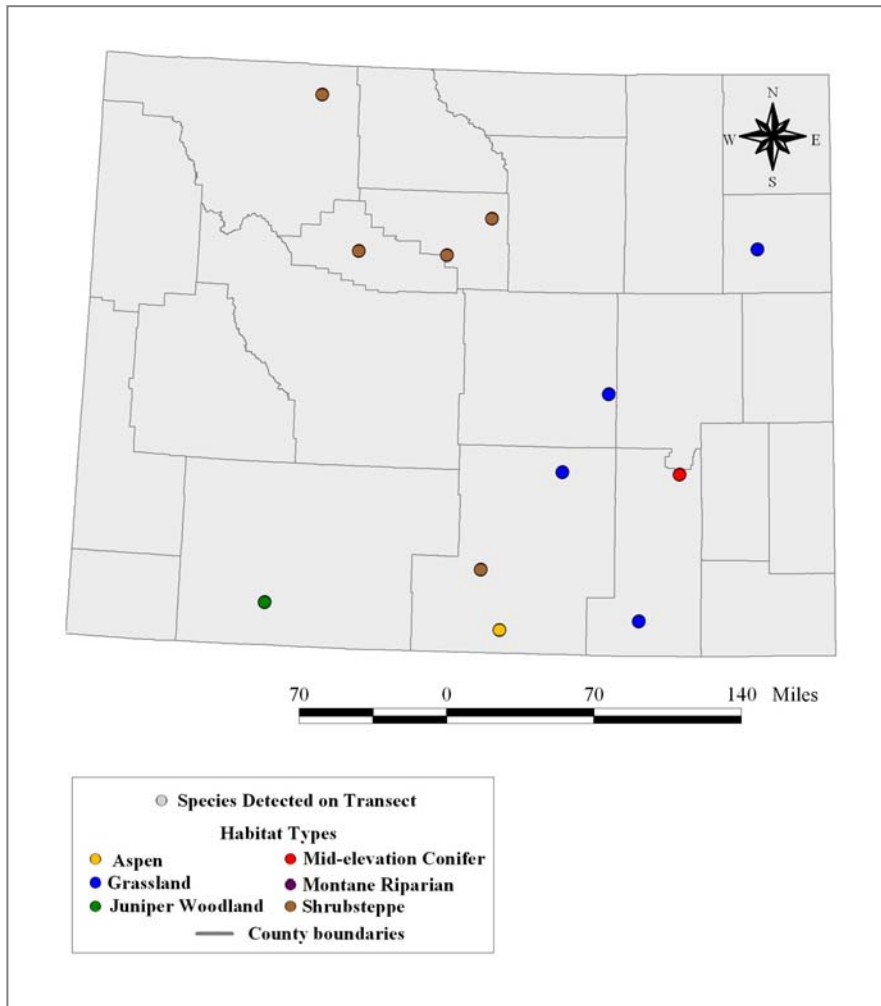 N
W E
S
70 0 70 140 Miles
Species Detected on Transect
Habitat Types
Aspen Mid-elevation Conifer
Grassland Montane Riparian
Juniper Woodland Shrubsteppe
County boundaries